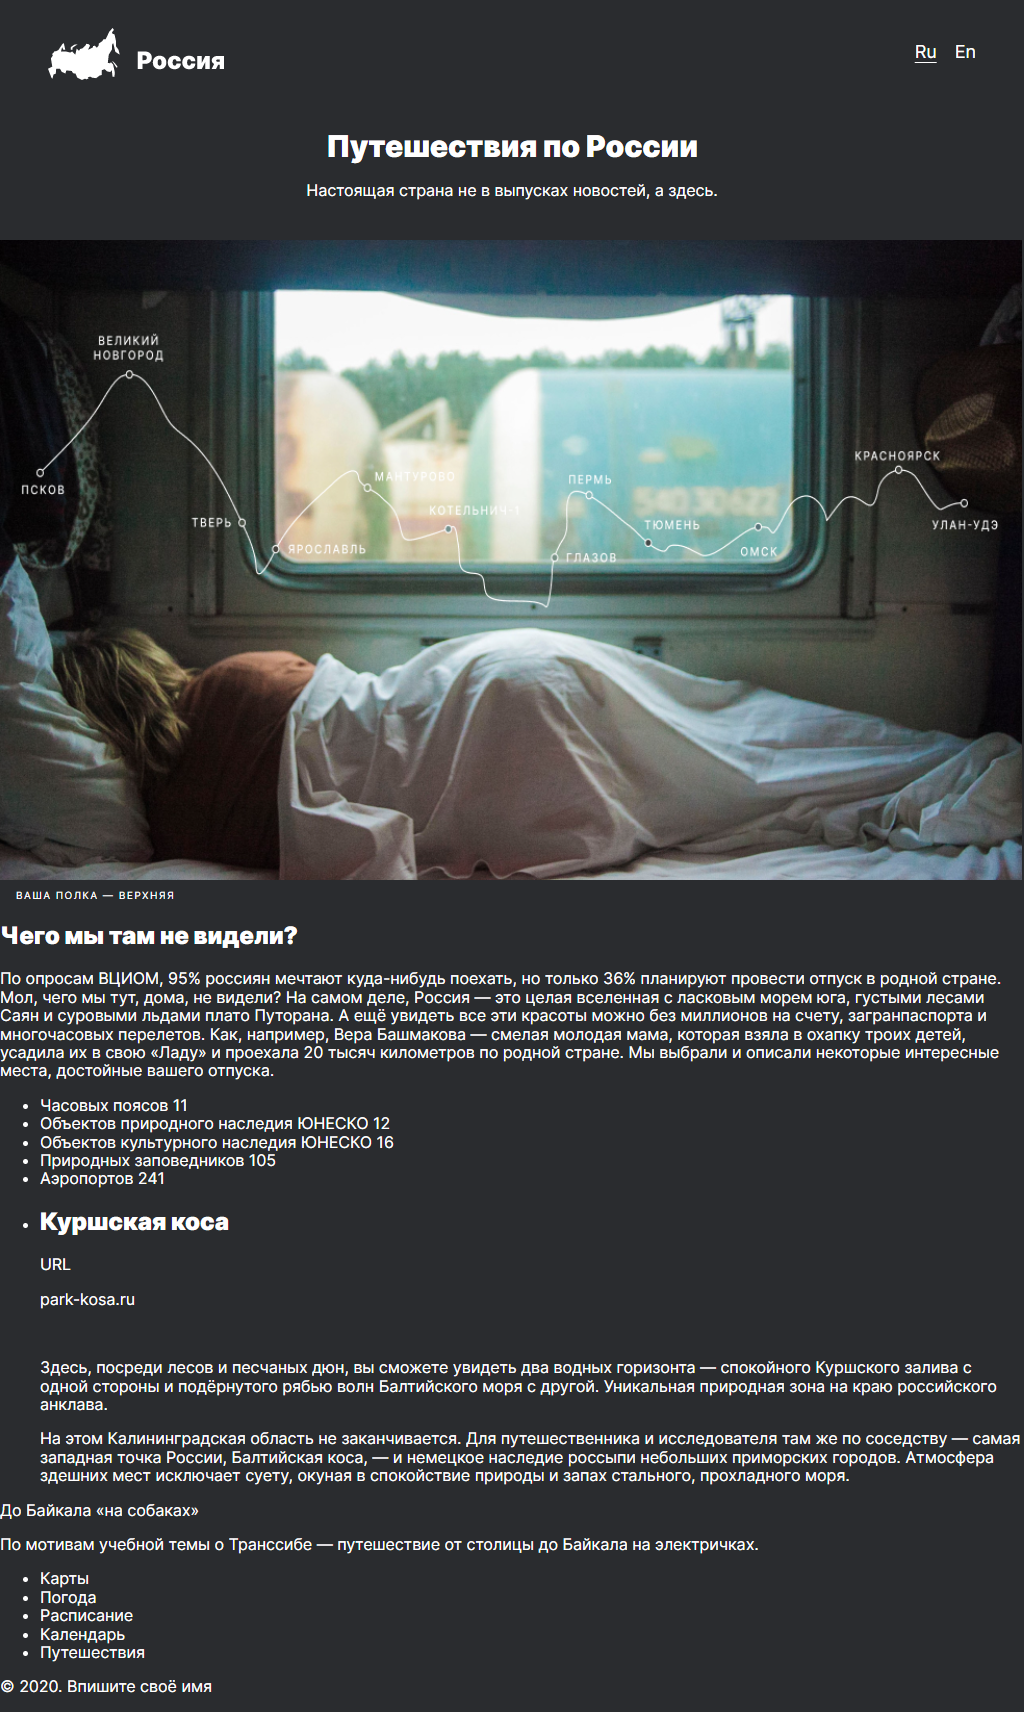 Россия
Ru En
Путешествия по России
Настоящая страна не в выпусках новостей, а здесь.
ВЕЛИКИЙ
НОВГОРОД
ПСКОВ
ТВЕРЬ
ЯРОСЛАВЛЬ
МАНТУРОВО
КОТЕЛЬНИЧ-1
ГЛАЗОВ
ПЕРМЬ
ТЮМЕНЬ
ОМСК
КРАСНОЯРСК
УЛАН-УДЭ
54030622
ВАША ПОЛКА — ВЕРХНЯЯ
Чего мы там не видели?
По опросам ВЦИОМ, 95% россиян мечтают куда-нибудь поехать, но только 36% планируют провести отпуск в родной стране.
Мол, чего мы тут, дома, не видели? На самом деле, Россия — это целая вселенная с ласковым морем юга, густыми лесами
Саян и суровыми льдами плато Путорана. А ещё увидеть все эти красоты можно без миллионов на счету, загранпаспорта и
многочасовых перелетов. Как, например, Вера Башмакова — смелая молодая мама, которая взяла в охапку троих детей,
усадила их в свою «Ладу» и проехала 20 тысяч километров по родной стране. Мы выбрали и описали некоторые интересные
места, достойные вашего отпуска.
Часовых поясов 11
Объектов природного наследия ЮНЕСКО 12
Объектов культурного наследия ЮНЕСКО 16
Природных заповедников 105
Аэропортов 241
Куршская коса
URL
park-kosa.ru
Здесь, посреди лесов и песчаных дюн, вы сможете увидеть два водных горизонта — спокойного Куршского залива с
одной стороны и подёрнутого рябью волн Балтийского моря с другой. Уникальная природная зона на краю российского
анклава.
На этом Калининградская область не заканчивается. Для путешественника и исследователя там же по соседству — самая
западная точка России, Балтийская коса, — и немецкое наследие россыпи небольших приморских городов. Атмосфера
здешних мест исключает суету, окуная в спокойствие природы и запах стального, прохладного моря.
До Байкала «на собаках»
По мотивам учебной темы о Транссибе — путешествие от столицы до Байкала на электричках.
Карты
Погода
Расписание
Календарь
Путешествия
© 2020. Впишите своё имя